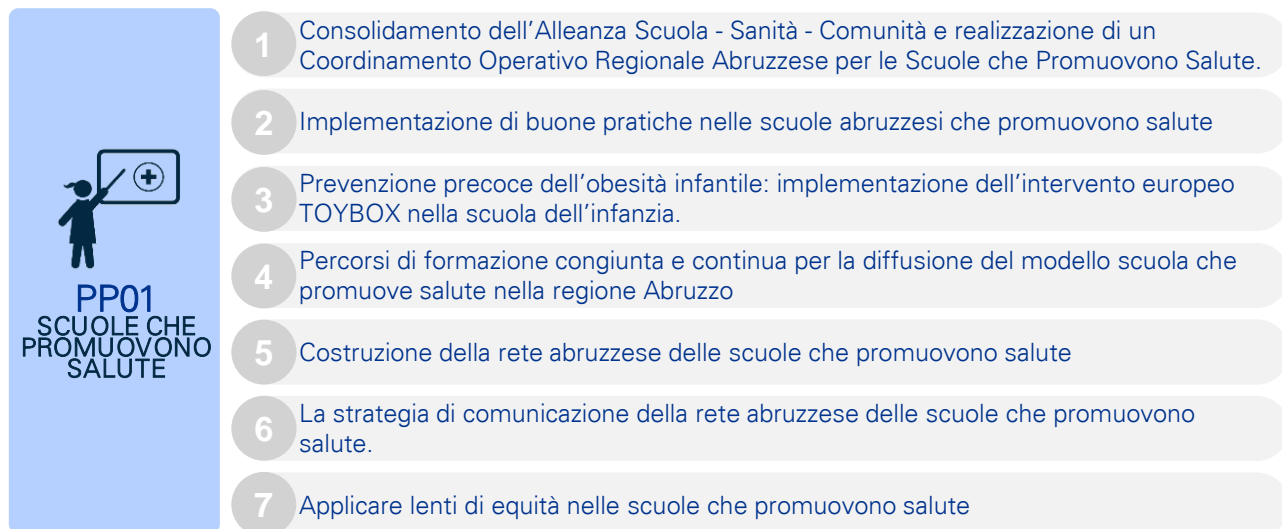 PP01
SCUOLE CHE
PROMUOVONO
SALUTE
1
Consolidamento dell'Alleanza Scuola - Sanità - Comunità e realizzazione di un
Coordinamento Operativo Regionale Abruzzese per le Scuole che Promuovono Salute.
2
Implementazione di buone pratiche nelle scuole abruzzesi che promuovono salute
3
Prevenzione precoce dell'obesità infantile: implementazione dell'intervento europeo
TOYBOX nella scuola dell'infanzia.
4
Percorsi di formazione congiunta e continua per la diffusione del modello scuola che
promuove salute nella regione Abruzzo
5
Costruzione della rete abruzzese delle scuole che promuovono salute
6
La strategia di comunicazione della rete abruzzese delle scuole che promuovono
salute.
7
Applicare lenti di equità nelle scuole che promuovono salute